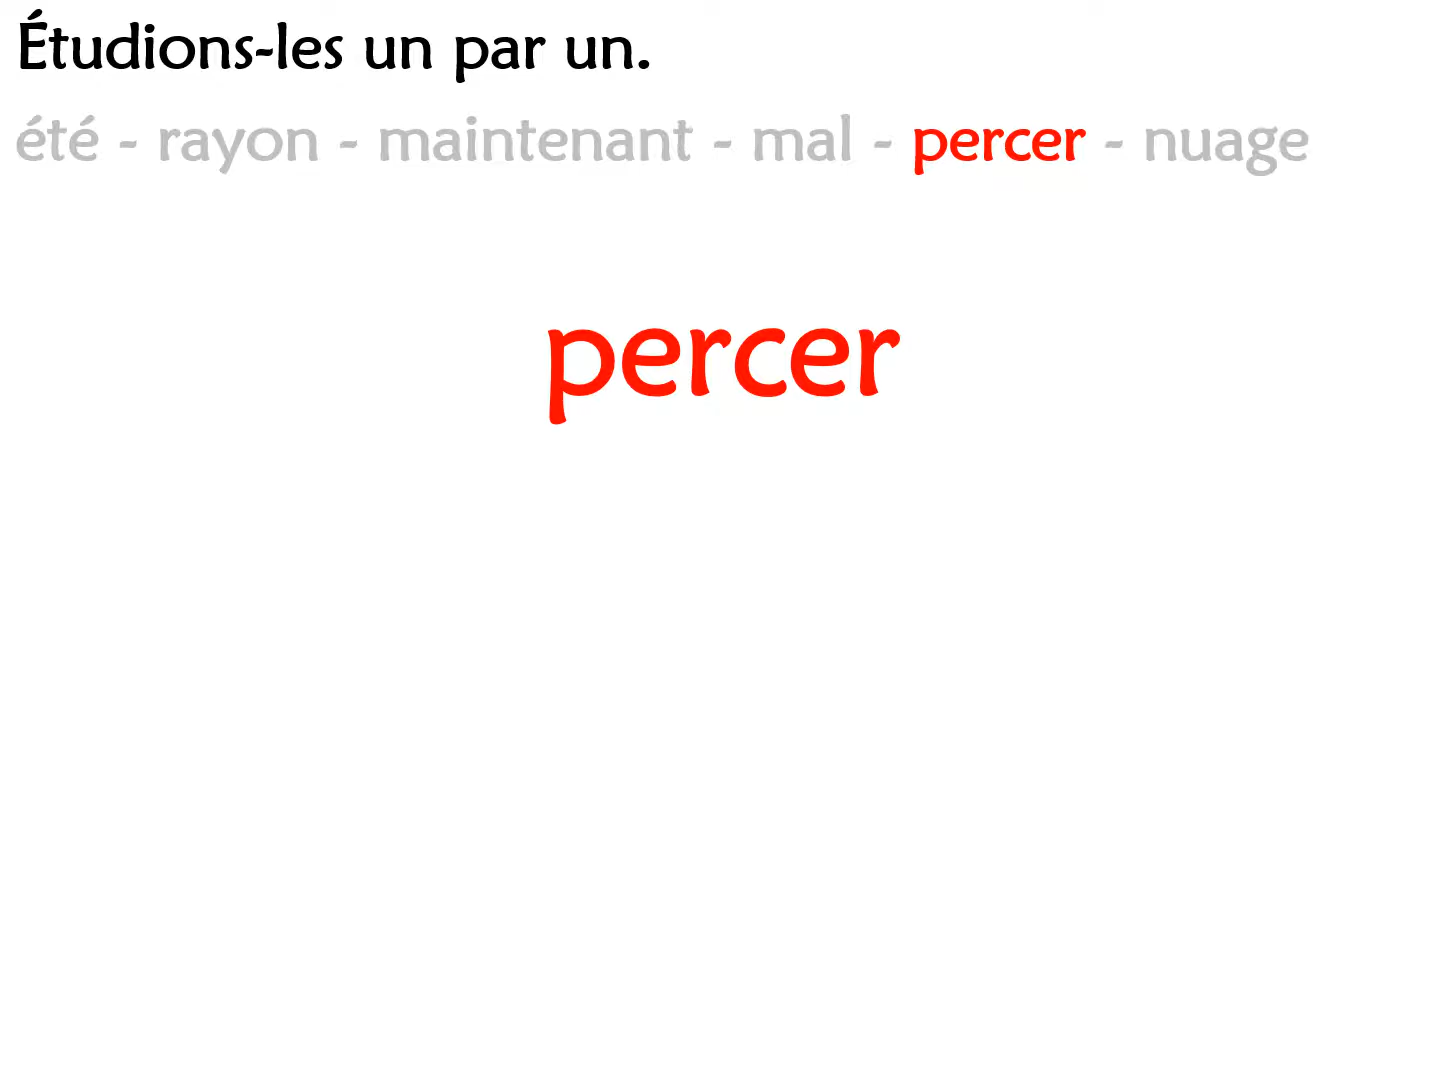 Étudions-les un par un.
été - rayon - maintenant - mal - percer - nuage
percer